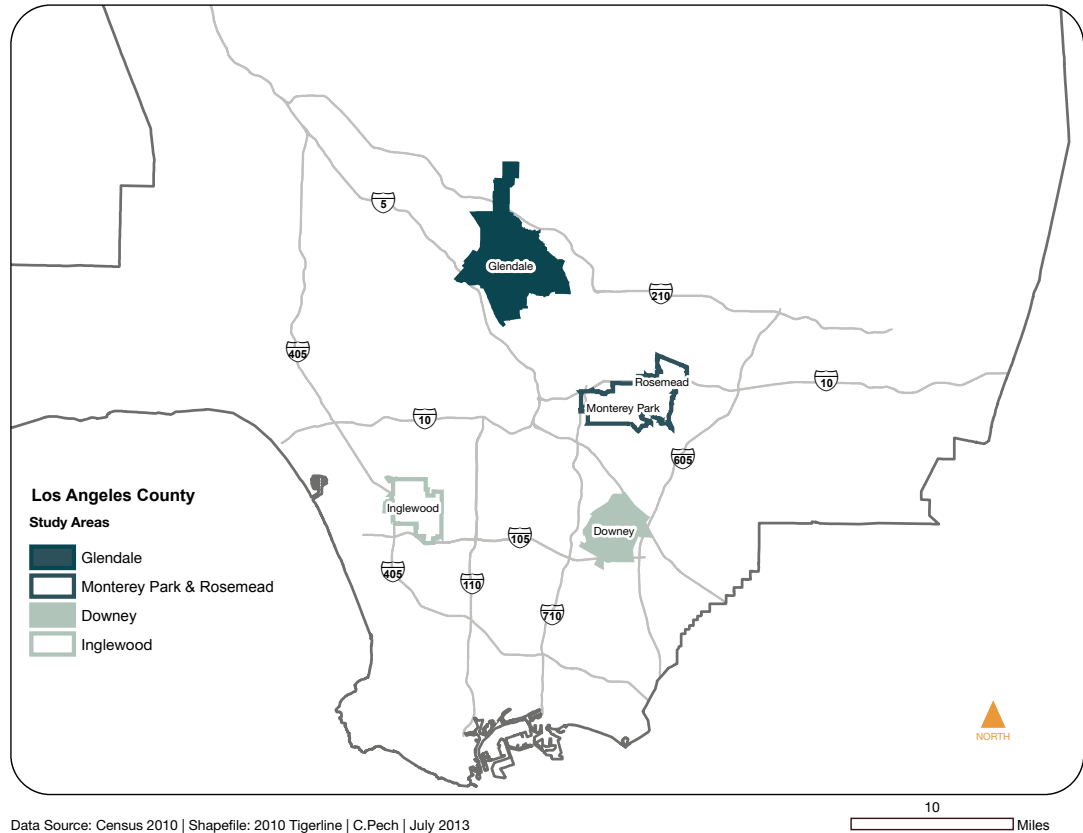 5
Glendale
210
405
Rosemead
10
Monterey Park
10
605
Los Angeles County
Study Areas
Inglewood
Downey
105
Glendale
405
110
Monterey Park & Rosemead
710
Downey
Inglewood
NORTH
10
Data Source: Census 2010 | Shapefile: 2010 Tigerline | C.Pech | July 2013
Miles